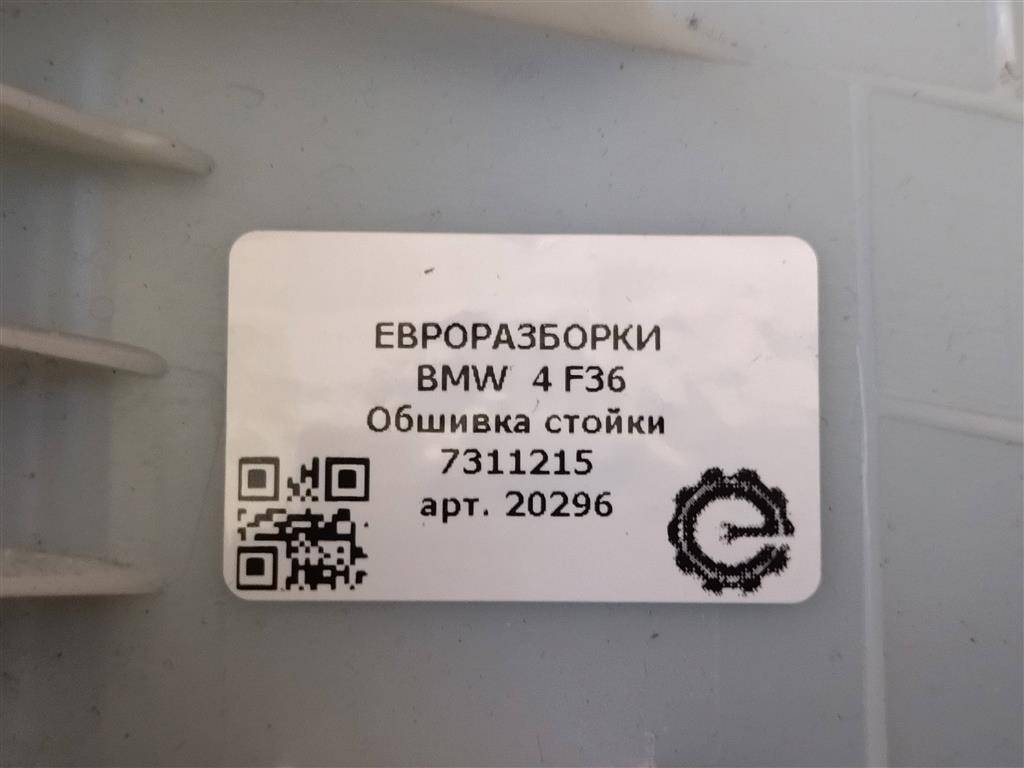 ЕВРОРАЗБОРКИ
BMW 4 F36
Обшивка стойки
7311215
арт. 20296